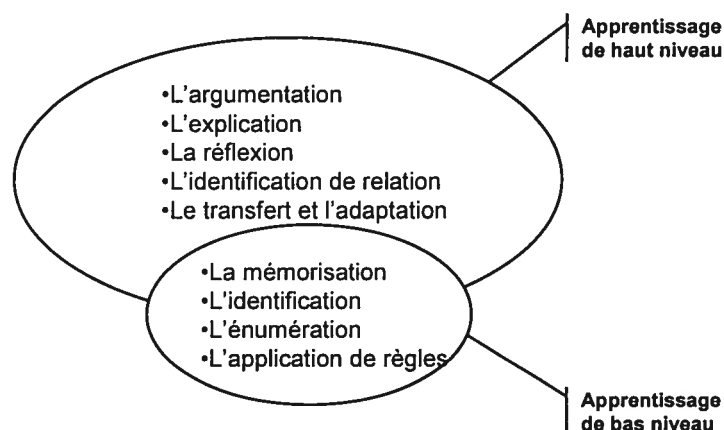 Apprentissage
de haut niveau
•L'argumentation
•L'explication
•La réflexion
•L'identification de relation
•Le transfert et l'adaptation
•La mémorisation
•L'identification
•L'énumération
•L'application de règles
Apprentissage
de bas niveau